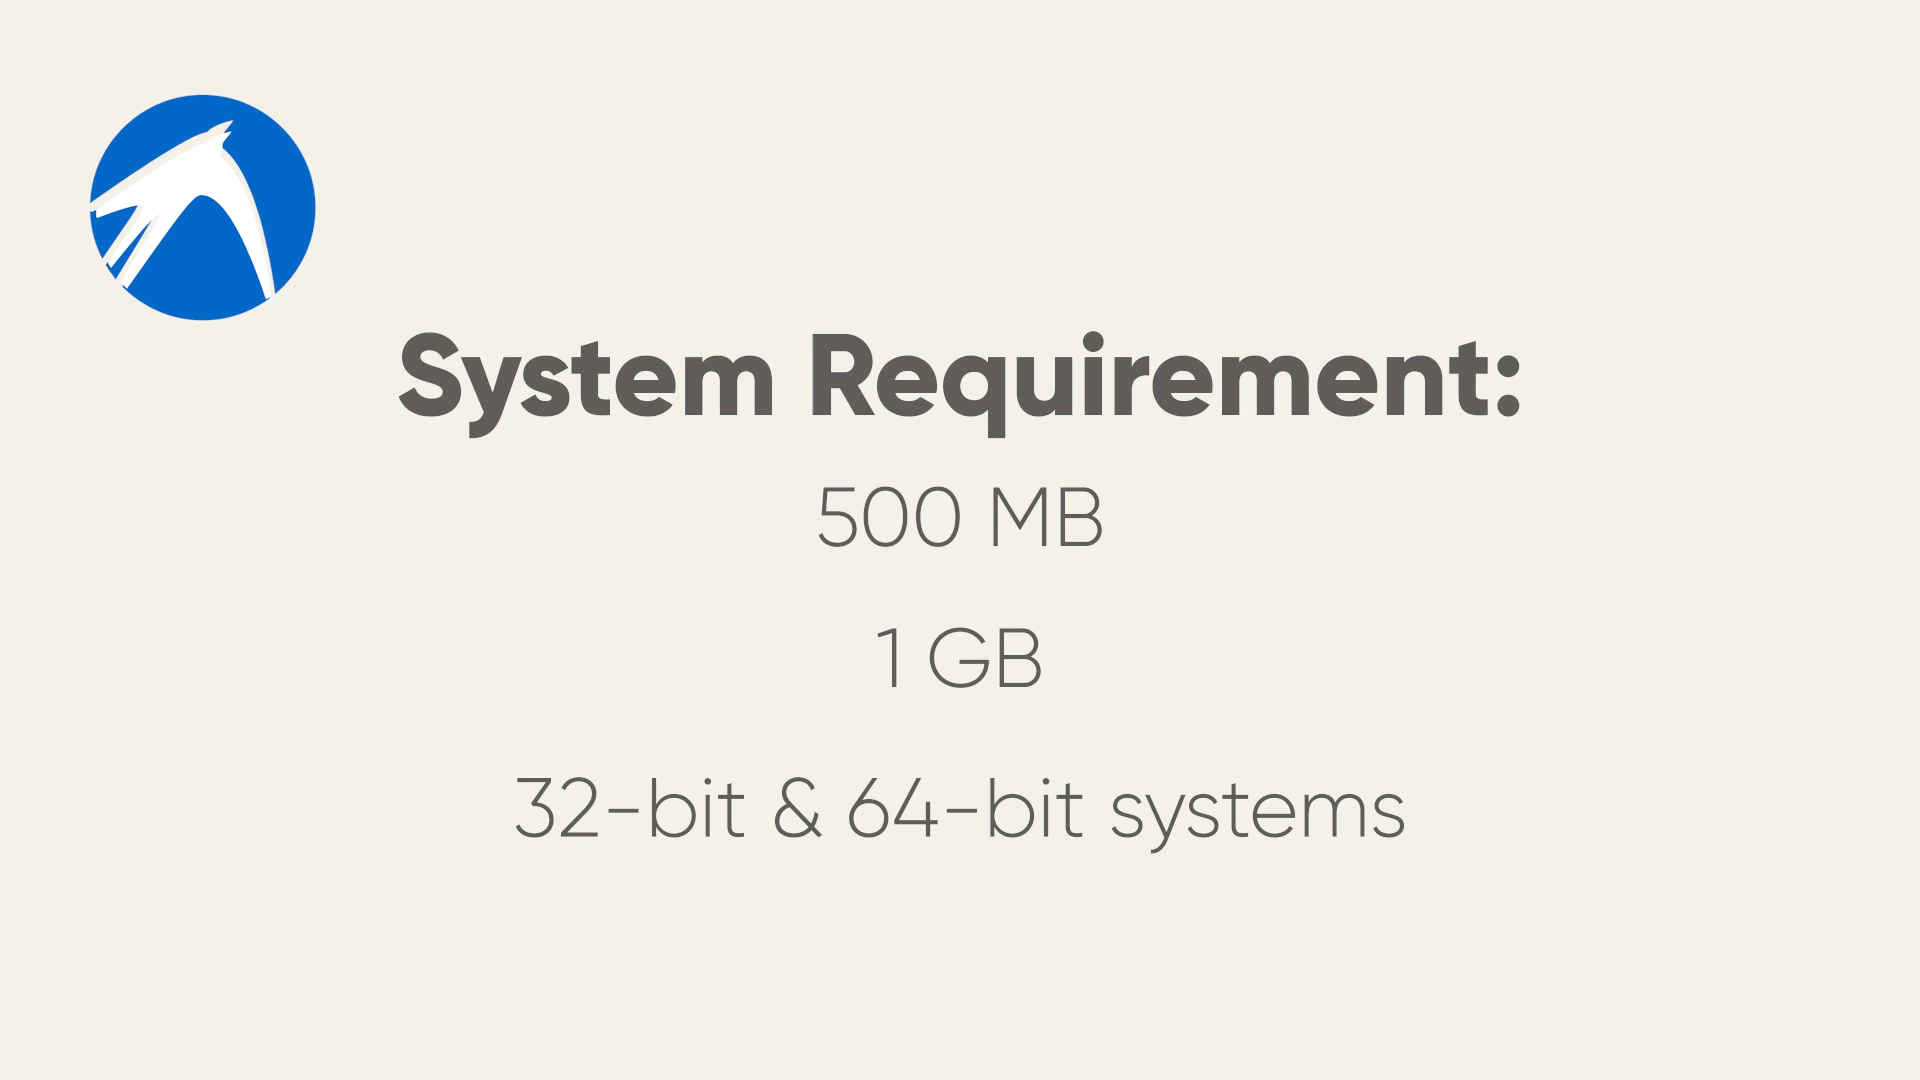 System Requirement:
500 MB
1 GB
32-bit & 64-bit systems